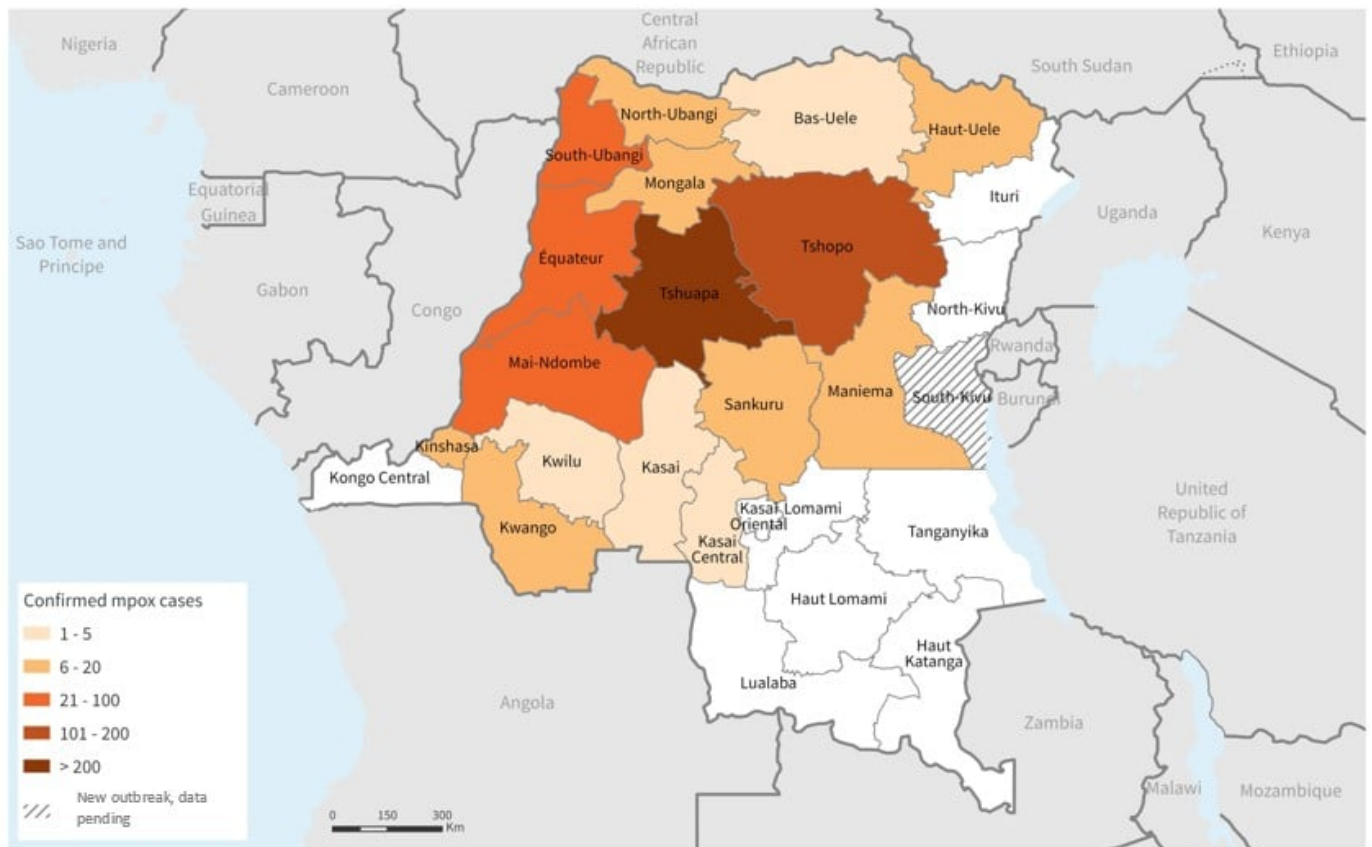 Nigeria
Central
African
Republic
Ethiopia
South Sudan
Cameroon
North-Ubangi
Bas-Uele
Haut-Uele
South-Ubangi
Mongala
Equatorial
Guinea
Ituri
Uganda
Kenya
Sao Tome and
Principe
Équateur
Tshopo
Gabon
Tshuapa
Congo
North-Kivu
Rwanda
Mai-Ndombe
Sankuru
Maniema
South-Kivu
Burundi
Kinshasa
Kwilu
Kasai
Kongo Central
United
Republic of
Tanzania
Kasai
Oriental
Lomami
Kwango
Kasai
Central
Tanganyika
Haut Lomami
Haut
Katanga
Lualaba
Angola
Zambia
Malawi
Mozambique
Confirmed mpox cases
1 - 5
6 - 20
21 - 100
101 - 200
> 200
New outbreak, data
pending
0 150 300
Km